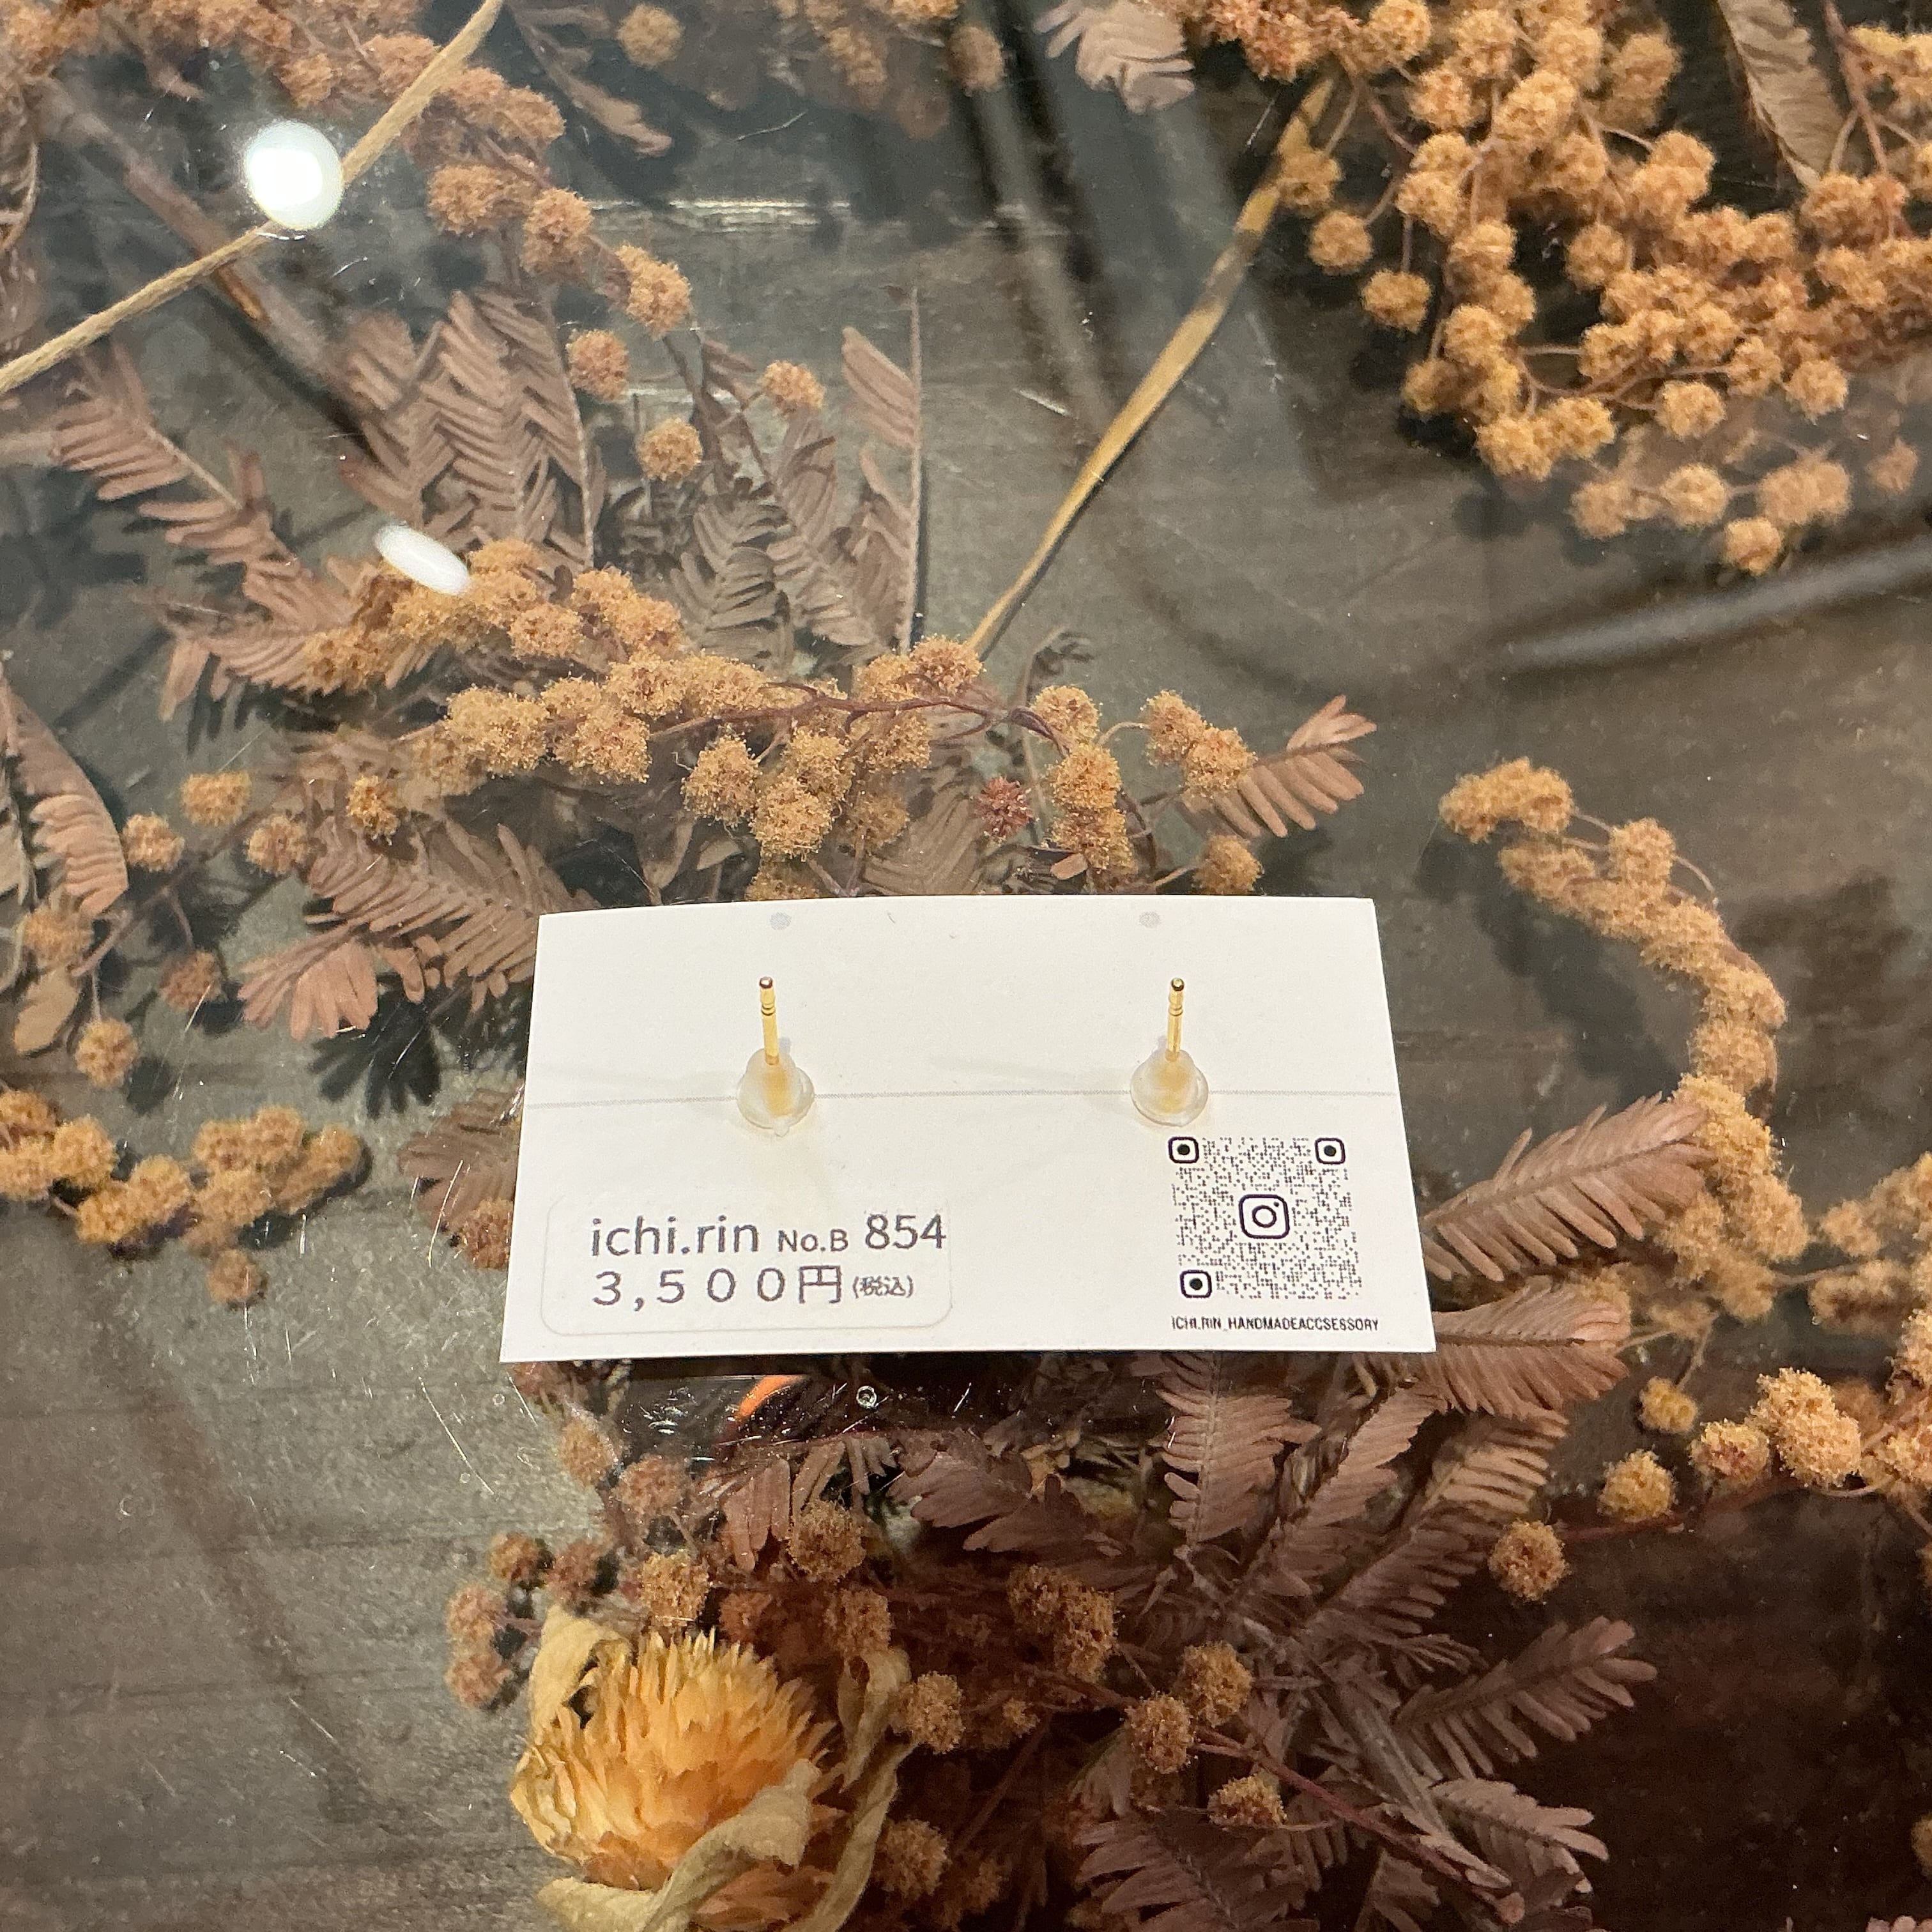 ichi.rin No.B 854
3,500円(税込)
ICHI.RIN_HANDMADEACCSESSORY